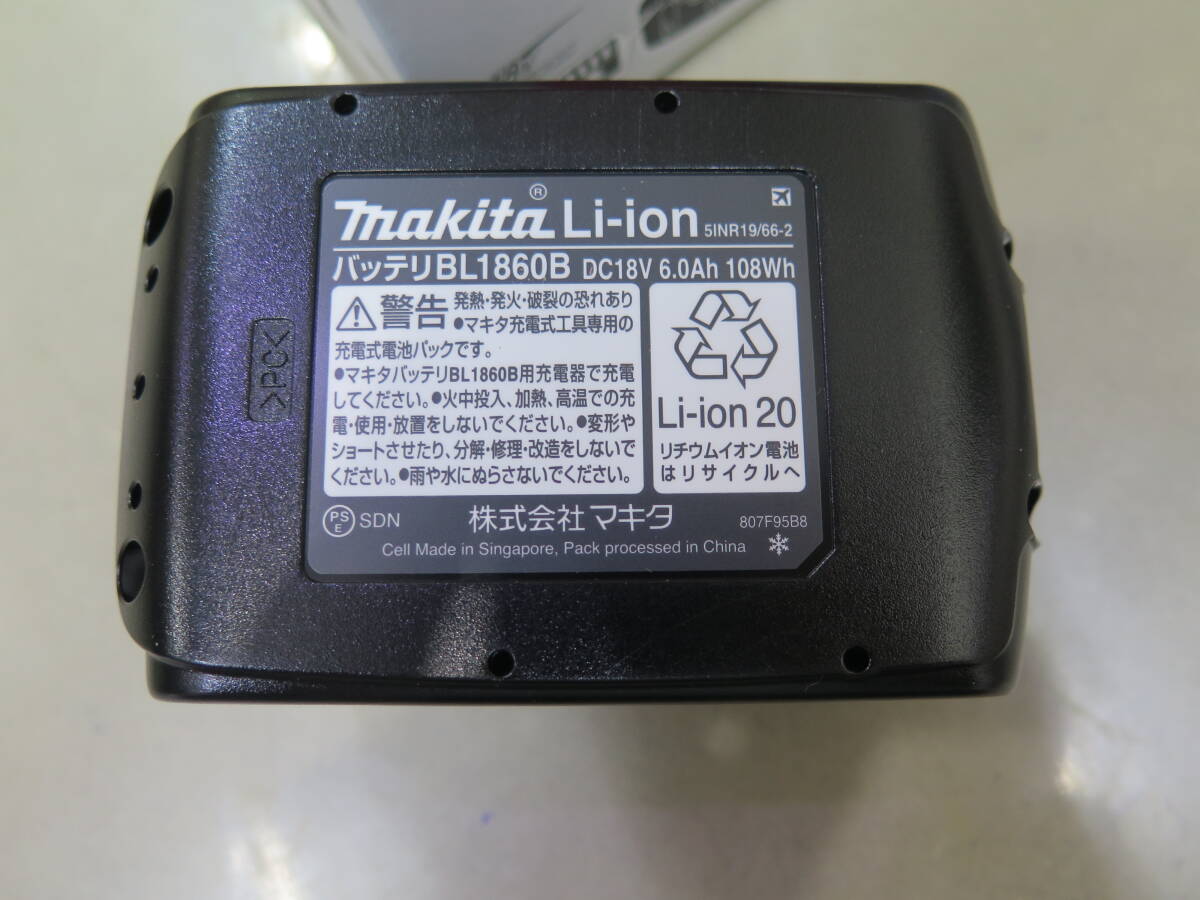 makita® Li-ion 5INR19/66-2
バッテリBL1860B DC18V 6.0Ah 108Wh
警告 発熱・発火・破裂の恐れあり
●マキタ充電式工具専用の
充電式電池パックです。
●マキタバッテリBL1860B用充電器で充電
してください。●火中投入、加熱、高温での充
電・使用・放置をしないでください。●変形や
ショートさせたり、分解・修理・改造をしないで
ください。●雨や水にぬらさないでください。
Li-ion 20
リチウムイオン電池
はリサイクルへ
PS
E
SDN
株式会社マキタ
807F95B8
Cell Made in Singapore, Pack processed in China
>PC<